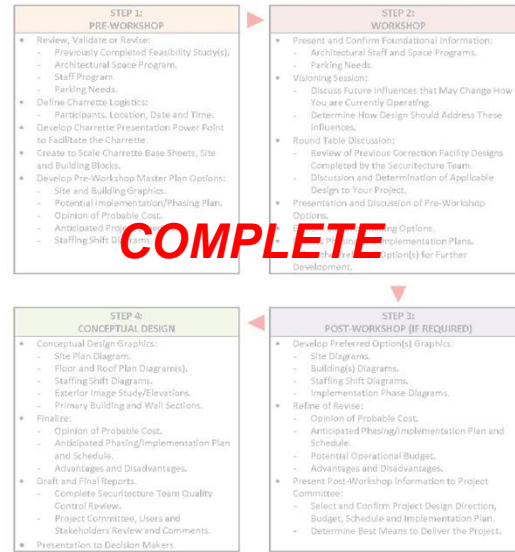 STEP 1:
PRE-WORKSHOP
• Review, Validate or Revise:
- Previously Completed Feasibility Study(s).
- Architectural Space Program.
- Staff Program.
- Parking Needs.
• Define Charrette Logistics:
- Participants, Location, Date and Time.
• Develop Charrette Presentation Power Point
to Facilitate the Charrette.
• Create to Scale Charrette Base Sheets, Site
and Building Blocks.
• Develop Pre-Workshop Master Plan Options:
- Site and Building Graphics.
- Potential Implementation/Phasing Plan.
- Opinion of Probable Cost.
- Anticipated
- Staffing Shift Diagrams.
STEP 2:
WORKSHOP
• Present and Confirm Foundational Information:
- Architectural Staff and Space Programs.
- Parking Needs.
• Visioning Session:
- Discuss Future Influences that May Change How
You are Currently Operating.
- Determine How Design Should Address These
Influences.
• Round Table Discussion:
- Review of Previous Correction Facility Designs
Completed by the Securitecture Team.
- Discussion and Determination of Applicable
Design to Your Project.
• Presentation and Discussion of Pre-Workshop
Options.
Options.
Implementation Plans.
Option(s) for Further
Development.
COMPLETE
STEP 3:
POST-WORKSHOP (IF REQUIRED)
• Develop Preferred Option(s) Graphics:
- Site Diagrams.
- Building(s) Diagrams.
- Staffing Shift Diagrams.
- Implementation Phase Diagrams.
• Refine of Revise:
- Opinion of Probable Cost.
- Anticipated Phasing/Implementation Plan and
Schedule.
- Potential Operational Budget.
- Advantages and Disadvantages.
• Present Post-Workshop Information to Project
Committee:
- Select and Confirm Project Design Direction,
Budget, Schedule and Implementation Plan.
- Determine Best Means to Deliver the Project.
STEP 4:
CONCEPTUAL DESIGN
• Conceptual Design Graphics:
- Site Plan Diagram.
- Floor and Roof Plan Diagram(s).
- Staffing Shift Diagrams.
- Exterior Image Study/Elevations.
- Primary Building and Wall Sections.
• Finalize:
- Opinion of Probable Cost.
- Anticipated Phasing/Implementation Plan
and Schedule.
- Advantages and Disadvantages.
• Draft and Final Reports.
- Complete Securitecture Team Quality
Control Review.
- Project Committee, Users and
Stakeholders Review and Comments.
• Presentation to Decision Makers.